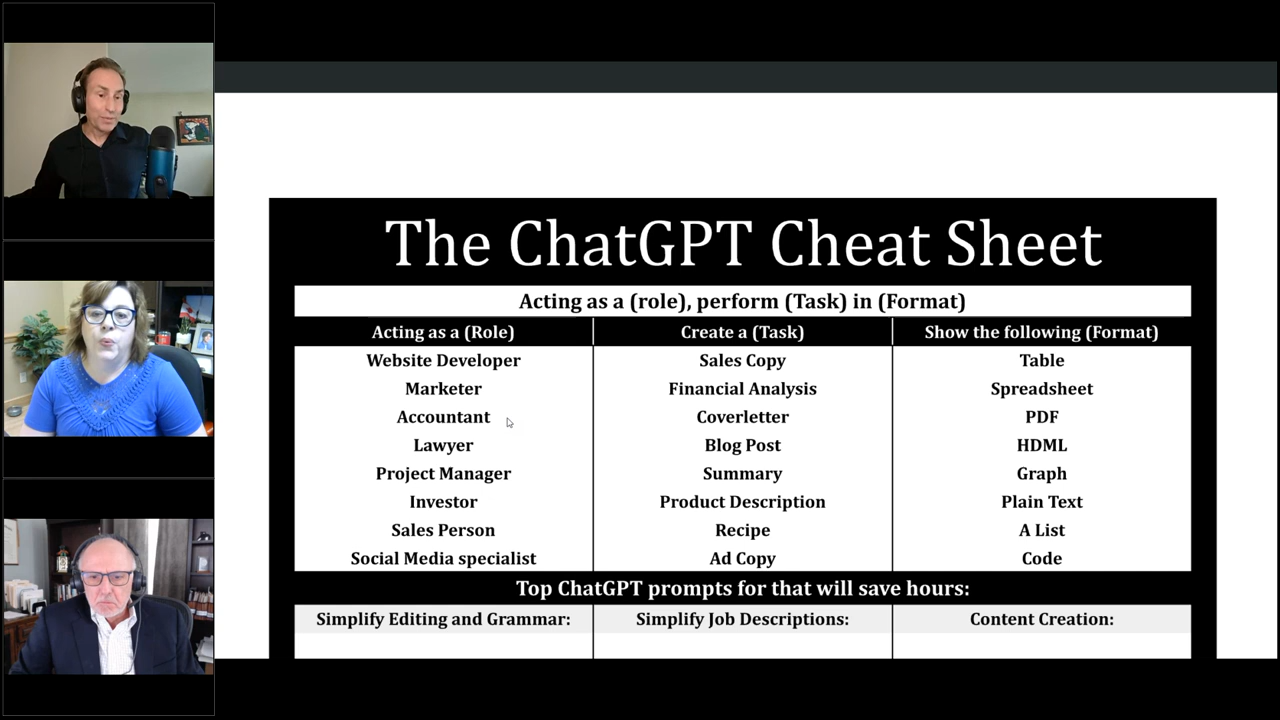 The ChatGPT Cheat Sheet
Acting as a (role), perform (Task) in (Format)
Acting as a (Role) Create a (Task) Show the following (Format)
Website Developer Sales Copy Table
Marketer Financial Analysis Spreadsheet
Accountant Coverletter PDF
Lawyer Blog Post HDML
Project Manager Summary Graph
Investor Product Description Plain Text
Sales Person Recipe A List
Social Media specialist Ad Copy Code
Top ChatGPT prompts for that will save hours:
Simplify Editing and Grammar: Simplify Job Descriptions: Content Creation: